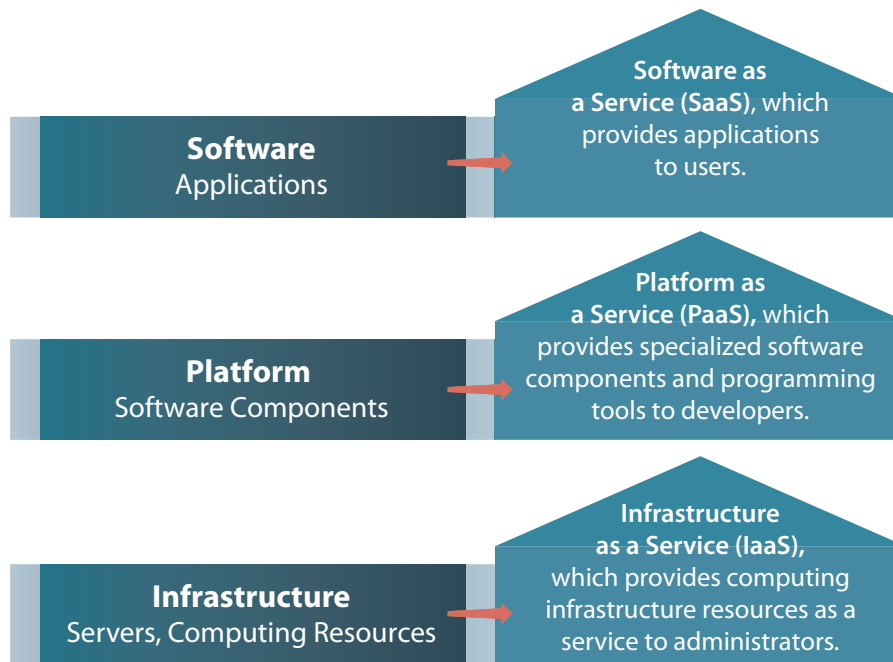 Software
Applications
Software as
a Service (SaaS), which
provides applications
to users.
Platform
Software Components
Platform as
a Service (PaaS), which
provides specialized software
components and programming
tools to developers.
Infrastructure
Servers, Computing Resources
Infrastructure
as a Service (IaaS),
which provides computing
infrastructure resources as a
service to administrators.